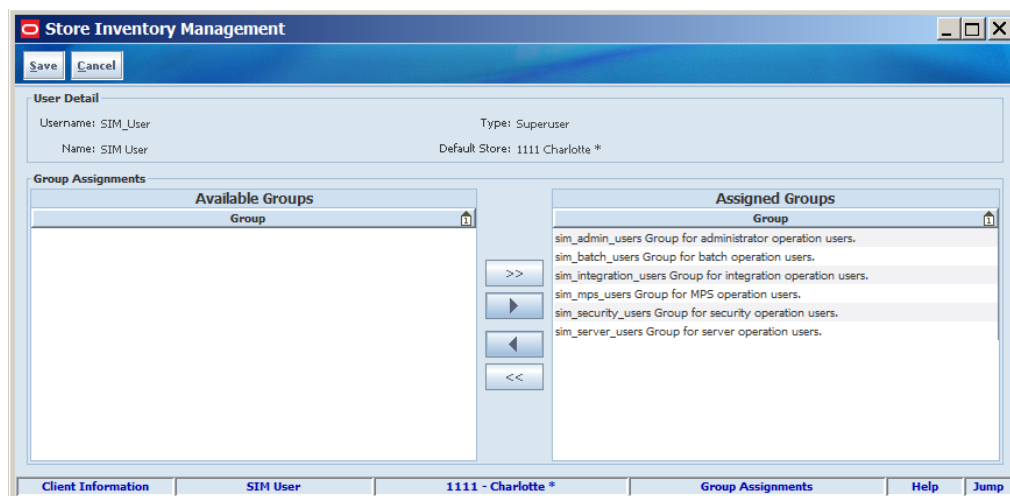 Store Inventory Management
Save Cancel
User Detail
Username: SIM_User Type: Superuser
Name: SIM User Default Store: 1111 Charlotte *
Group Assignments
Available Groups Assigned Groups
Group 1 Group 1
sim_admin_users Group for administrator operation users.
sim_batch_users Group for batch operation users.
>> sim_integration_users Group for integration operation users.
sim_mps_users Group for MPS operation users.
sim_security_users Group for security operation users.
sim_server_users Group for server operation users.
<<
Client Information SIM User 1111 - Charlotte * Group Assignments Help Jump